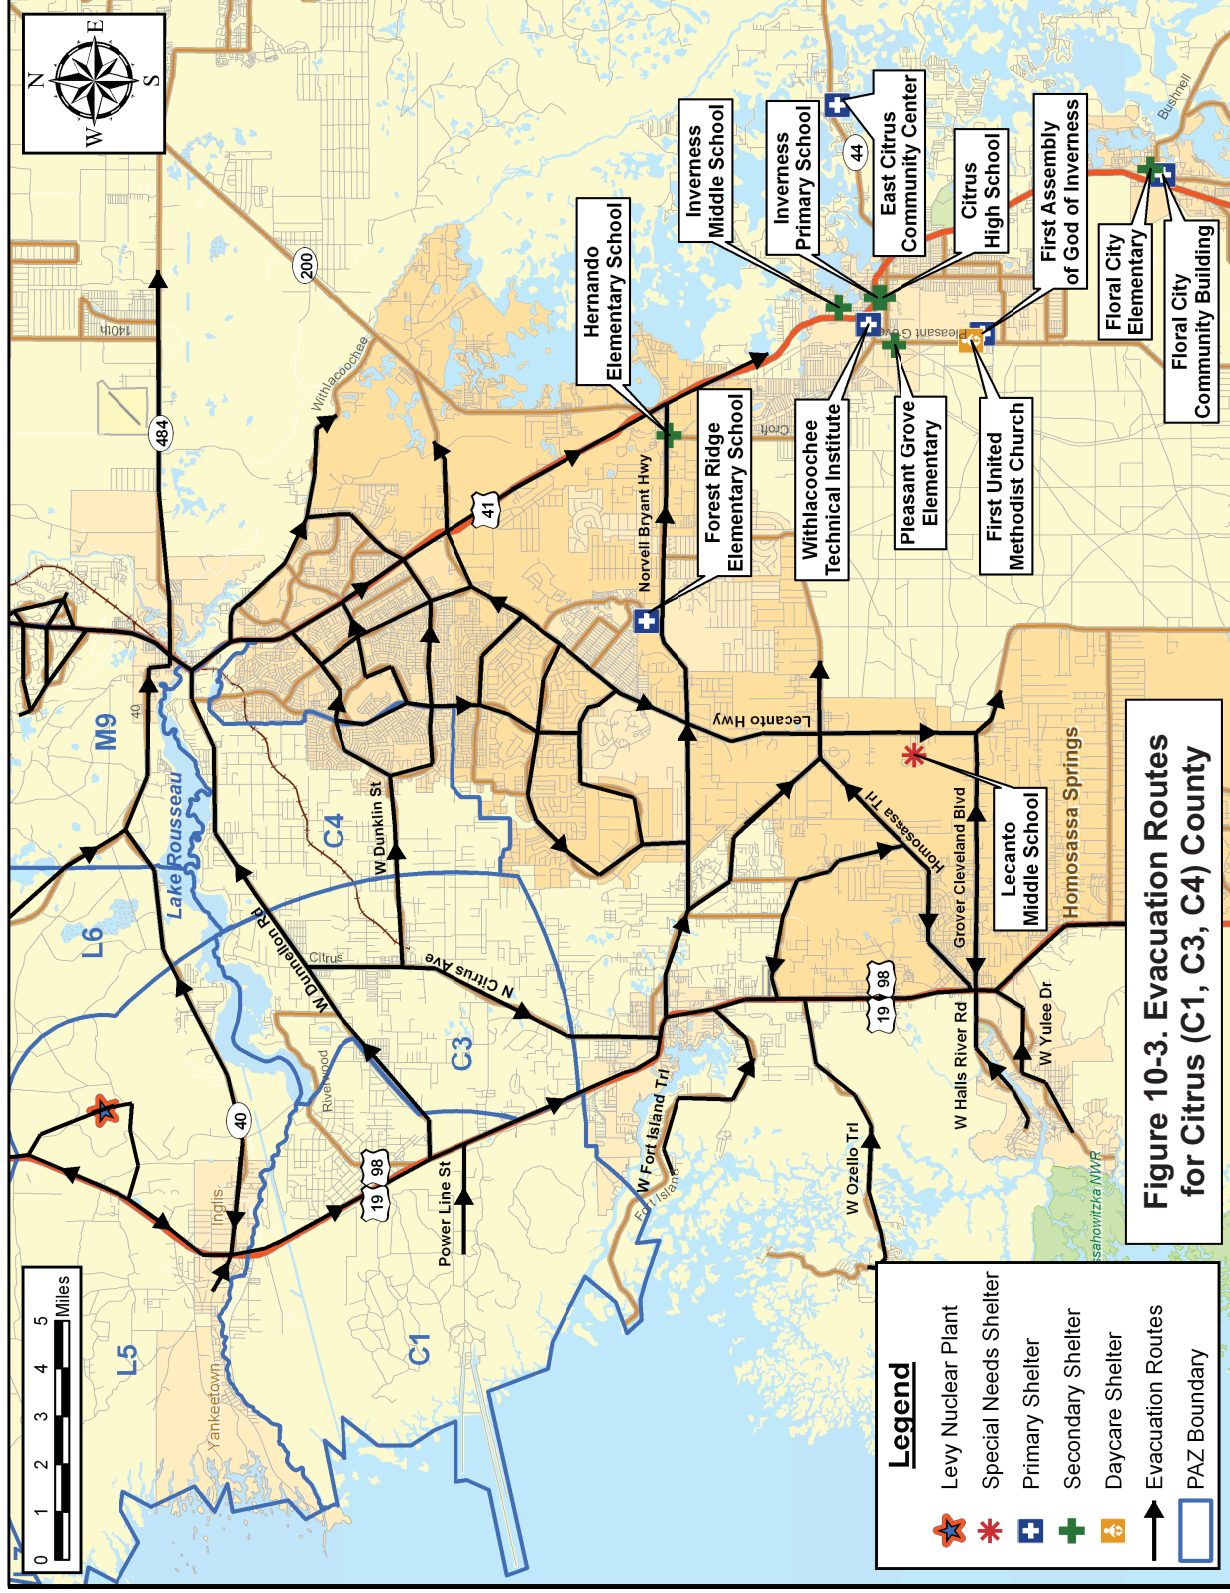 N
E
S
W
0 1 2 3 4 5
Miles
484
200
140th
Withlacoochee
M9
40
Lake Rousseau
L6
L5
40
Inglis
Yankeetown
C4
C3
C1
W Dunklin St
W Dunnellon Rd
Citrus
N Citrus Ave
Riverwood
19 98
Power Line St
41
Norvell Bryant Hwy
Croft
Hernando
Elementary School
Forest Ridge
Elementary School
Inverness
Middle School
Inverness
Primary School
44
East Citrus
Community Center
Citrus
High School
First Assembly
of God of Inverness
Bushnell
Floral City
Elementary
Floral City
Community Building
Withlacoochee
Technical Institute
Pleasant Grove
Pleasant Grove
Elementary
First United
Methodist Church
Lecanto Hwy
Homosassa Trl
Grover Cleveland Blvd
Lecanto
Middle School
Homosassa Springs
19 98
W Fort Island Trl
Fort Island
W Ozello Trl
W Halls River Rd
W Yulee Dr
ssahowitzka NWR
Figure 10-3. Evacuation Routes
for Citrus (C1, C3, C4) County
Legend
Levy Nuclear Plant
Special Needs Shelter
Primary Shelter
Secondary Shelter
Daycare Shelter
Evacuation Routes
PAZ Boundary